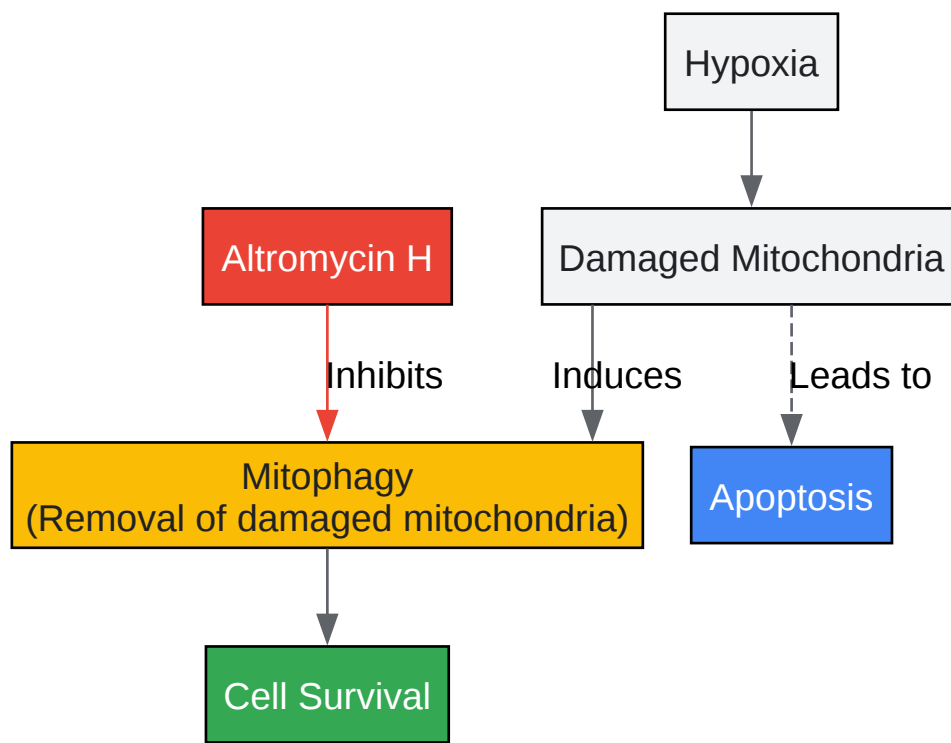 Hypoxia
Altromycin H
Damaged Mitochondria
Inhibits
Induces
Leads to
Mitophagy
(Removal of damaged mitochondria)
Apoptosis
Cell Survival